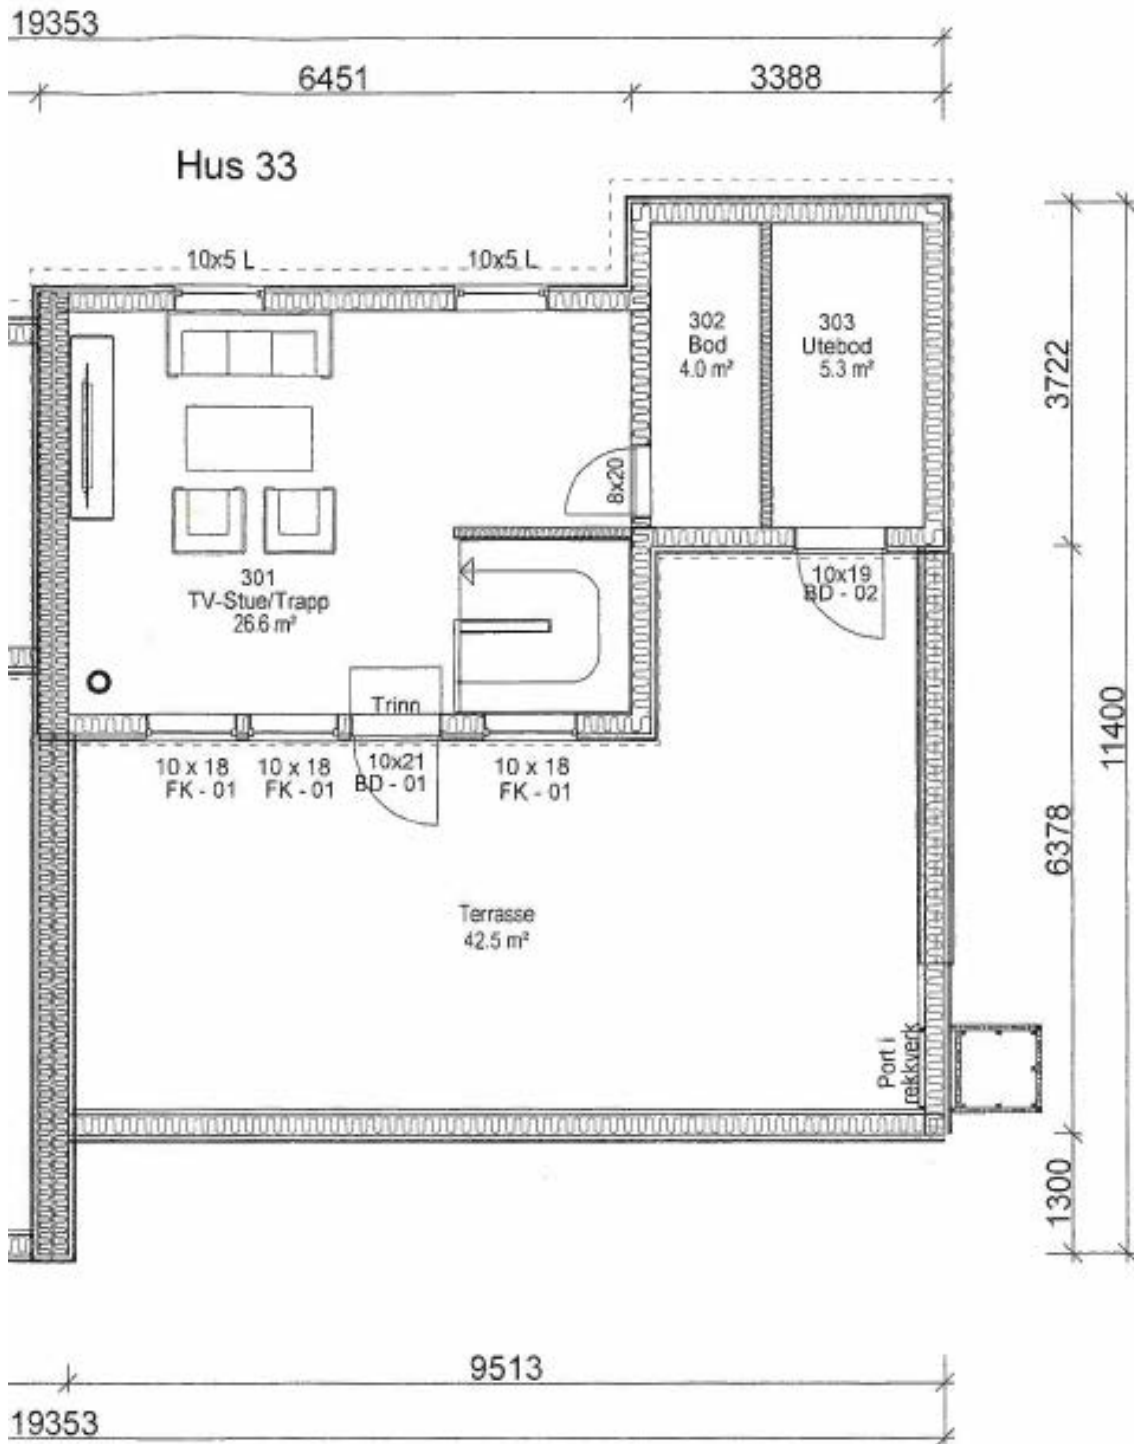 19353
6451
3388
Hus 33
10x5 L
10x5 L
302
Bod
4.0 m²
303
Utebod
5.3 m²
3722
8x20
301
TV-Stue/Trapp
26.6 m²
10x19
BD - 02
Trinn
10 x 18
FK - 01
10 x 18
FK - 01
10x21
BD - 01
10 x 18
FK - 01
11400
6378
Terrasse
42.5 m²
Port i
rekkverk
1300
9513
19353